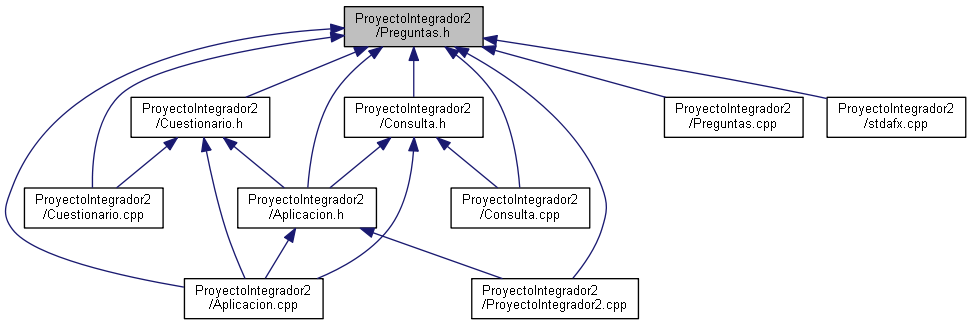 ProyectoIntegrador2
/Preguntas.h
ProyectoIntegrador2
/Cuestionario.h
ProyectoIntegrador2
/Consulta.h
ProyectoIntegrador2
/Preguntas.cpp
ProyectoIntegrador2
/stdafx.cpp
ProyectoIntegrador2
/Cuestionario.cpp
ProyectoIntegrador2
/Aplicacion.h
ProyectoIntegrador2
/Consulta.cpp
ProyectoIntegrador2
/Aplicacion.cpp
ProyectoIntegrador2
/ProyectoIntegrador2.cpp